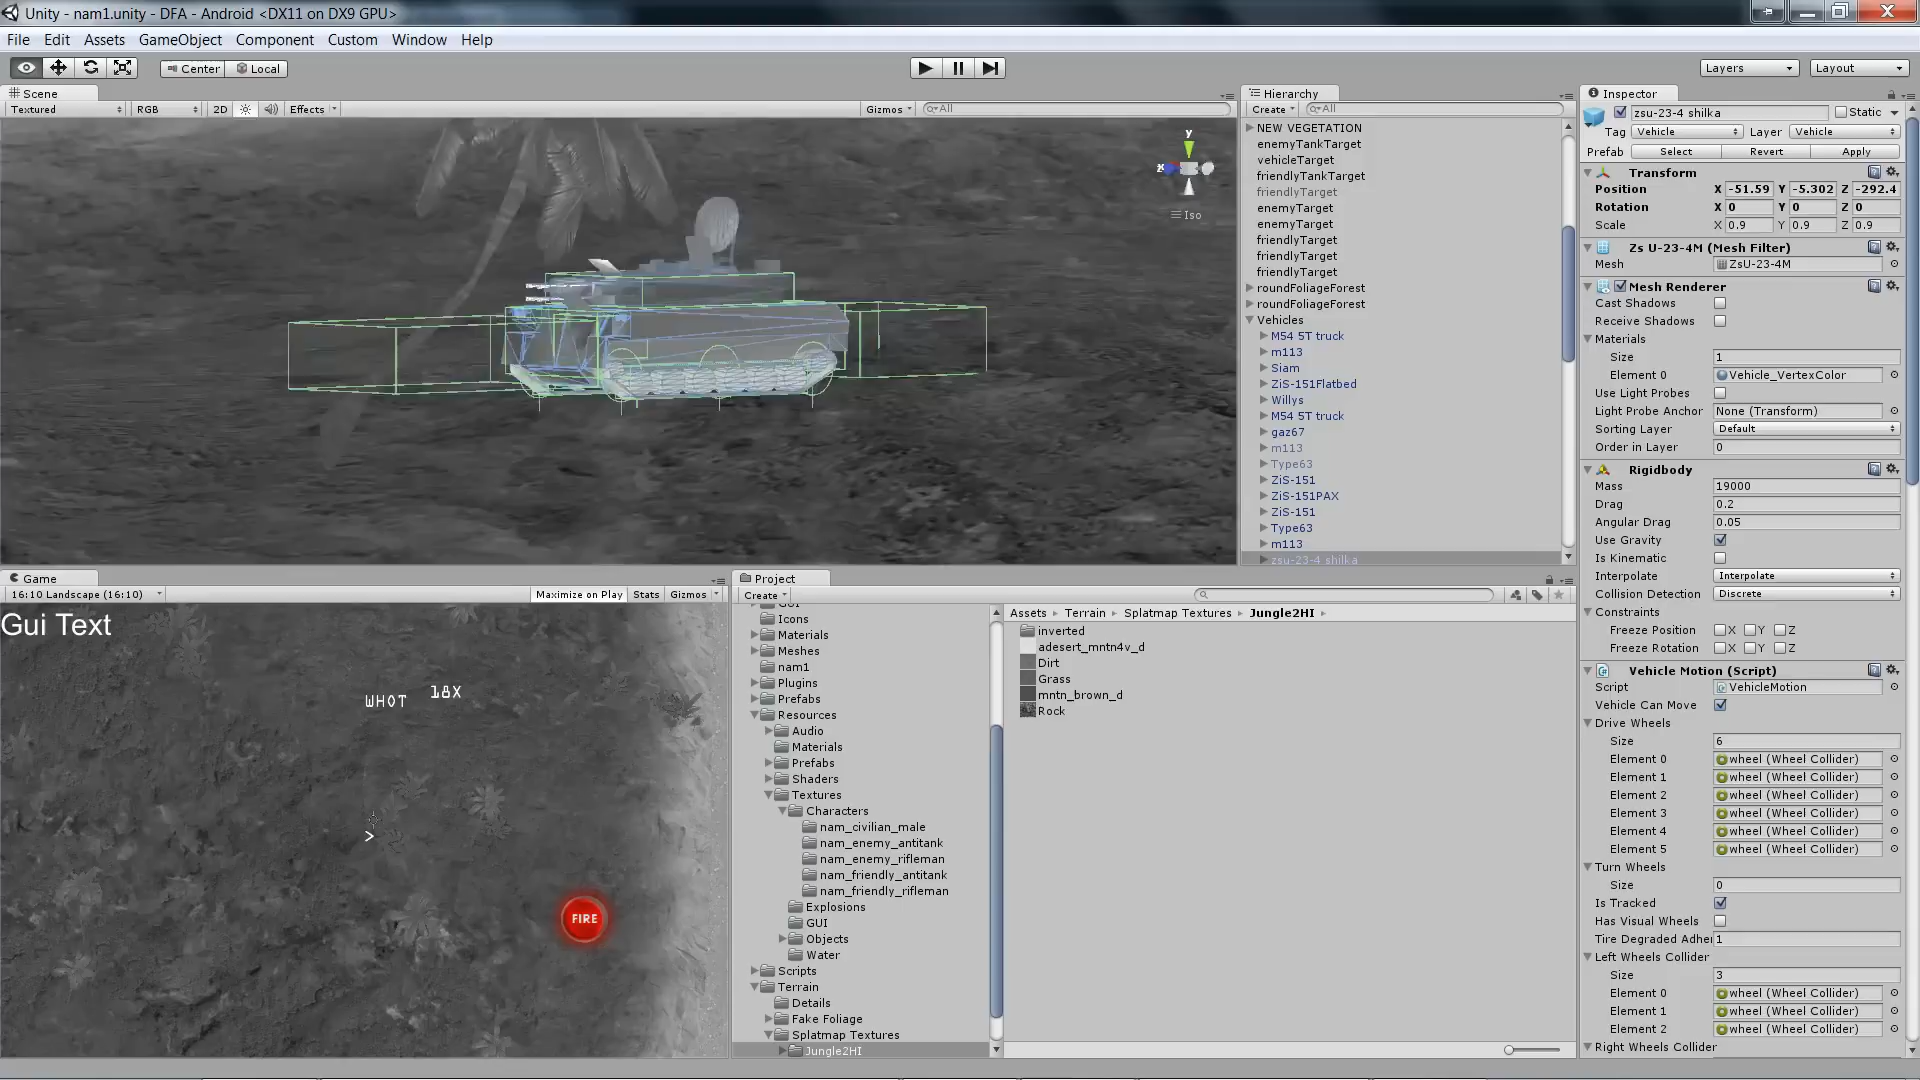 Unity - nam1.unity - DFA - Android <DX11 on DX9 GPU>
File Edit Assets GameObject Component Custom Window Help
Center Local
Layers Layout
Scene
Textured RGB 2D Effects Gizmos All
Hierarchy
Create All
NEW VEGETATION
enemyTankTarget
vehicleTarget
friendlyTankTarget
friendlyTarget
enemyTarget
enemyTarget
friendlyTarget
friendlyTarget
friendlyTarget
roundFoliageForest
roundFoliageForest
Vehicles
M54 5T truck
m113
Siam
ZiS-151Flatbed
Willys
M54 5T truck
gaz67
m113
Type63
ZiS-151
ZiS-151PAX
ZiS-151
Type63
m113
zsu-23-4 shilka
y
z
Iso
Game
16:10 Landscape (16:10) Maximize on Play Stats Gizmos
Gui Text
WHOT 18X
>
FIRE
Project
Create
GUI
Icons
Materials
Meshes
nam1
Plugins
Prefabs
Resources
Audio
Materials
Prefabs
Shaders
Textures
Characters
nam_civilian_male
nam_enemy_antitank
nam_enemy_rifleman
nam_friendly_antitank
nam_friendly_rifleman
Explosions
GUI
Objects
Water
Scripts
Terrain
Details
Fake Foliage
Splatmap Textures
Jungle2HI
Assets Terrain Splatmap Textures Jungle2HI
inverted
adesert_mntn4v_d
Dirt
Grass
mntn_brown_d
Rock
Inspector
zsu-23-4 shilka Static
Tag Vehicle Layer Vehicle
Prefab Select Revert Apply
Transform
Position X -51.59 Y -5.302 Z -292.4
Rotation X 0 Y 0 Z 0
Scale X 0.9 Y 0.9 Z 0.9
Zs U-23-4M (Mesh Filter)
Mesh ZsU-23-4M
Mesh Renderer
Cast Shadows
Receive Shadows
Materials
Size 1
Element 0 Vehicle_VertexColor
Use Light Probes
Light Probe Anchor None (Transform)
Sorting Layer Default
Order in Layer 0
Rigidbody
Mass 19000
Drag 0.2
Angular Drag 0.05
Use Gravity
Is Kinematic
Interpolate Interpolate
Collision Detection Discrete
Constraints
Freeze Position X Y Z
Freeze Rotation X Y Z
Vehicle Motion (Script)
Script VehicleMotion
Vehicle Can Move
Drive Wheels
Size 6
Element 0 wheel (Wheel Collider)
Element 1 wheel (Wheel Collider)
Element 2 wheel (Wheel Collider)
Element 3 wheel (Wheel Collider)
Element 4 wheel (Wheel Collider)
Element 5 wheel (Wheel Collider)
Turn Wheels
Size 0
Is Tracked
Has Visual Wheels
Tire Degraded Adher 1
Left Wheels Collider
Size 3
Element 0 wheel (Wheel Collider)
Element 1 wheel (Wheel Collider)
Element 2 wheel (Wheel Collider)
Right Wheels Collider